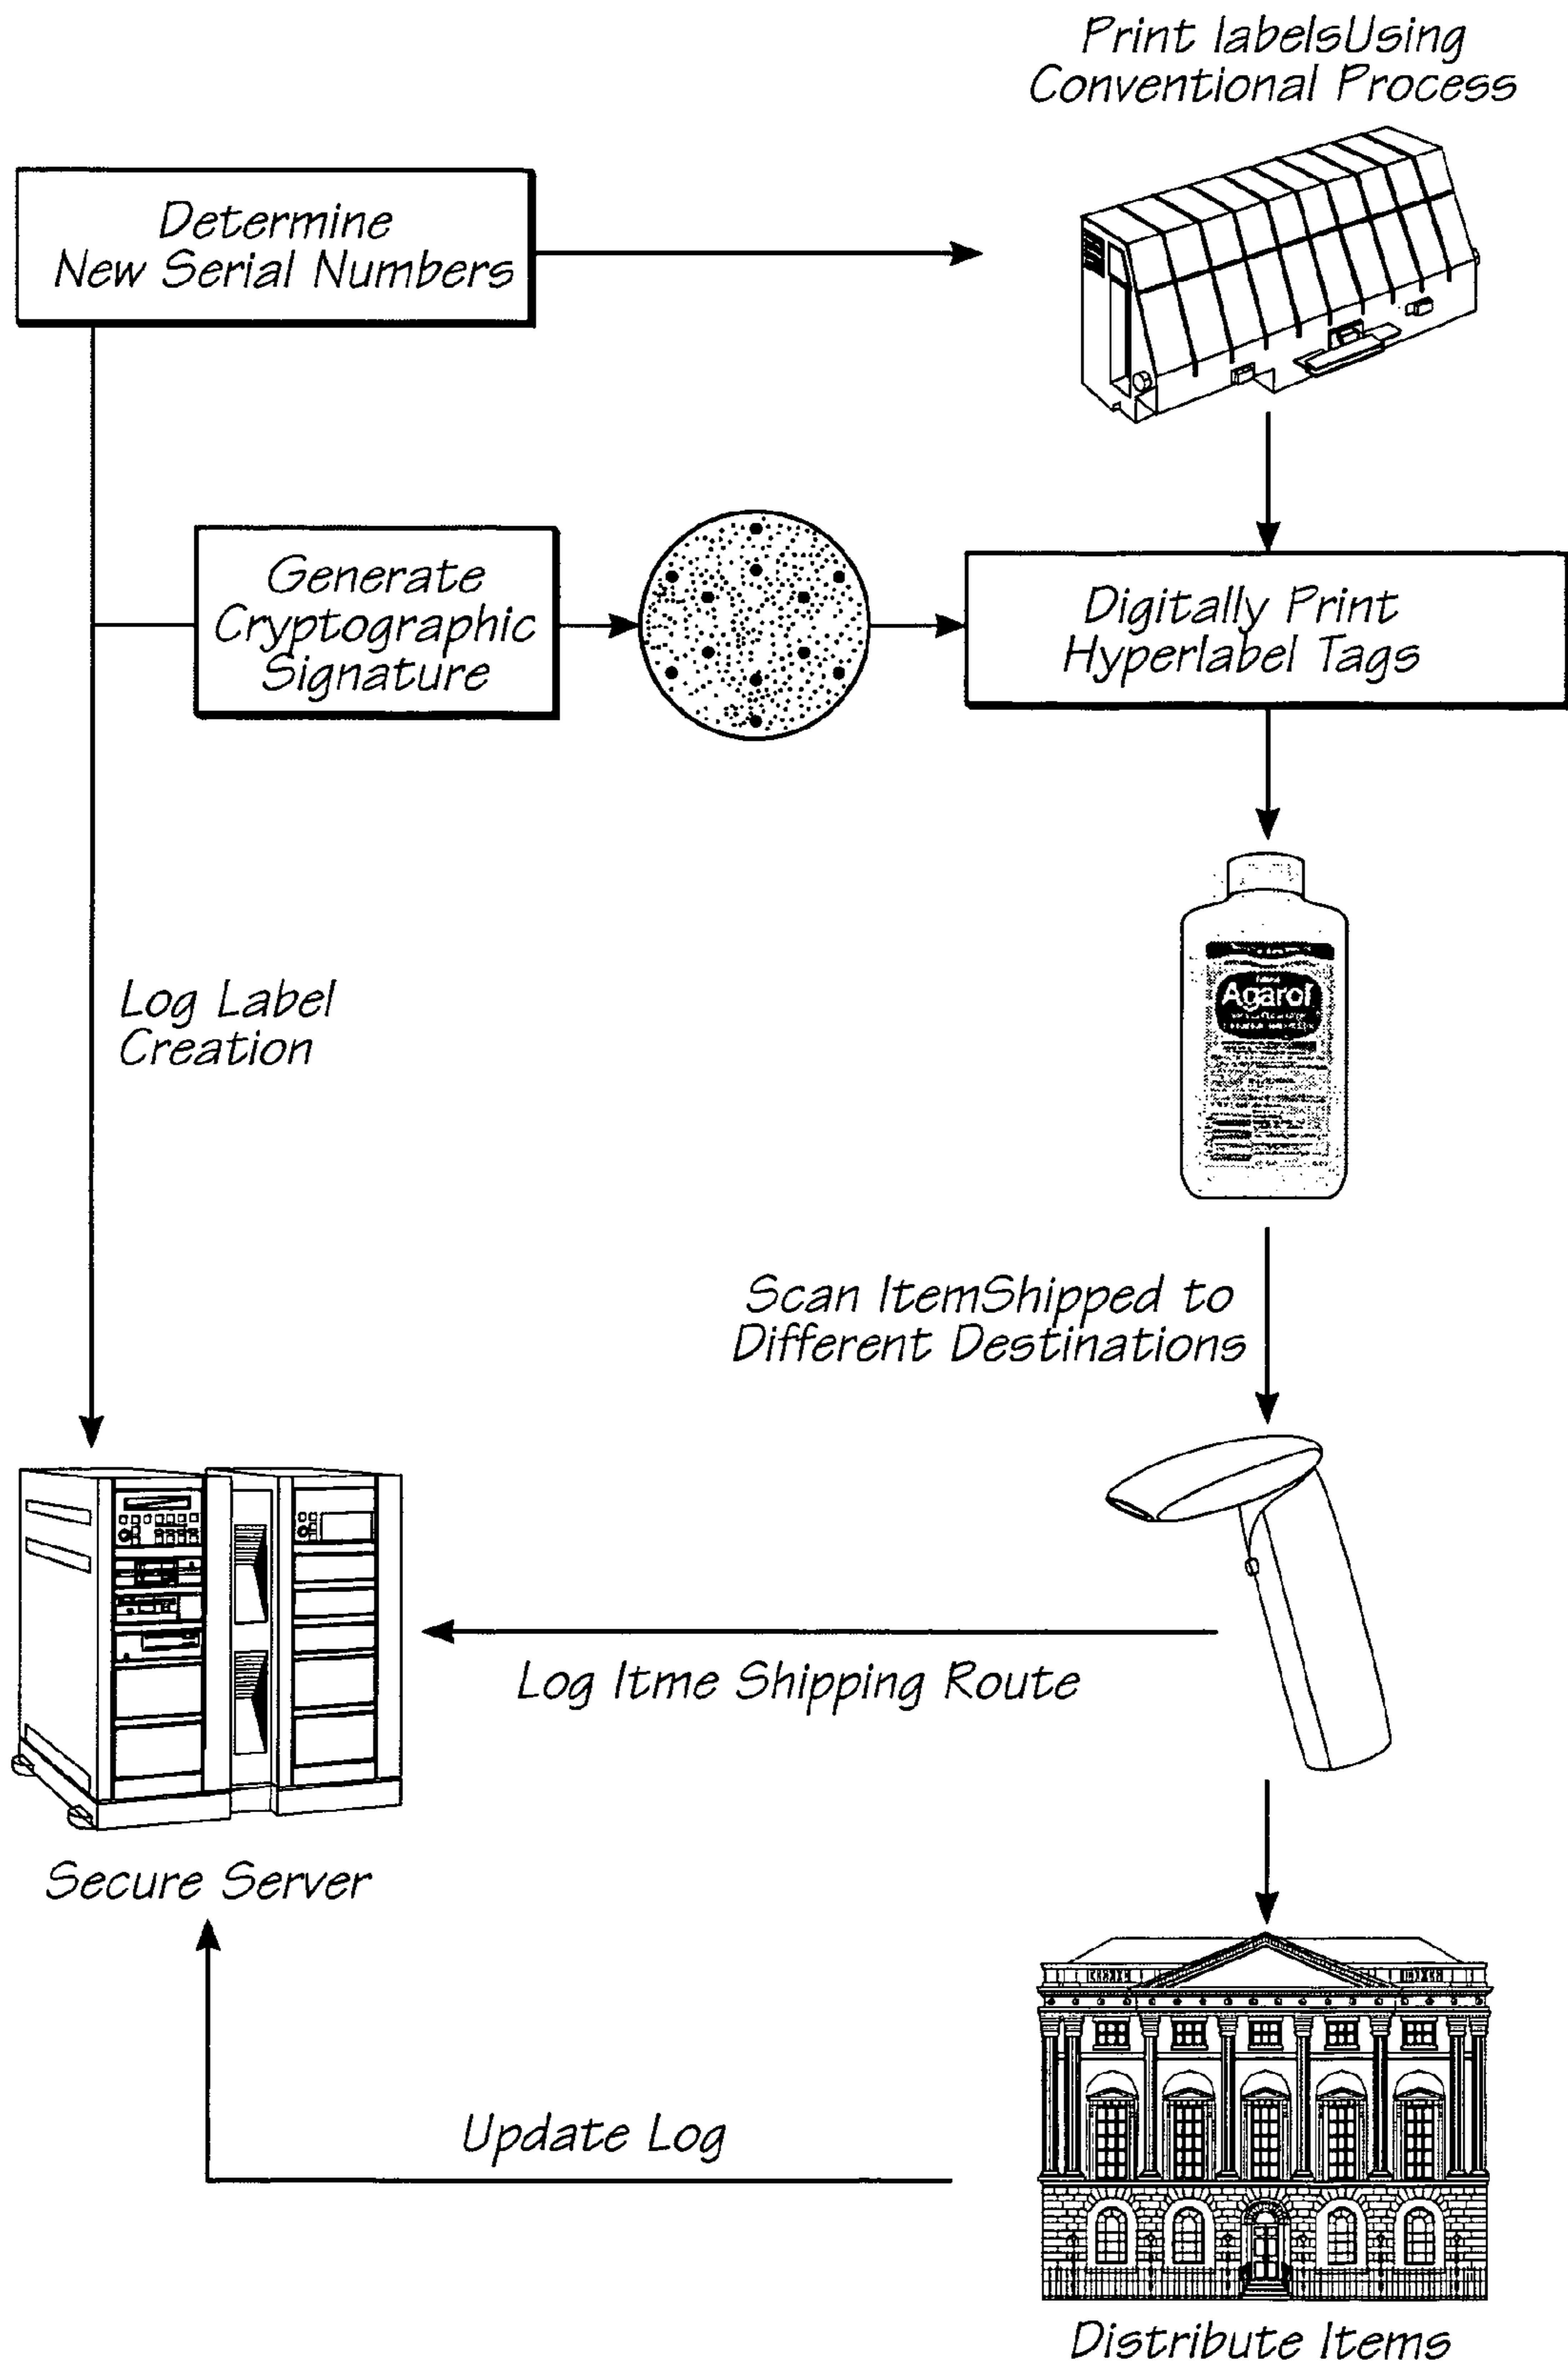 Print labelsUsing
Conventional Process
Determine
New Serial Numbers
Generate
Cryptographic
Signature
Digitally Print
Hyperlabel Tags
Agarol
Log Label
Creation
Scan ItemShipped to
Different Destinations
Log Itme Shipping Route
Secure Server
Update Log
Distribute Items